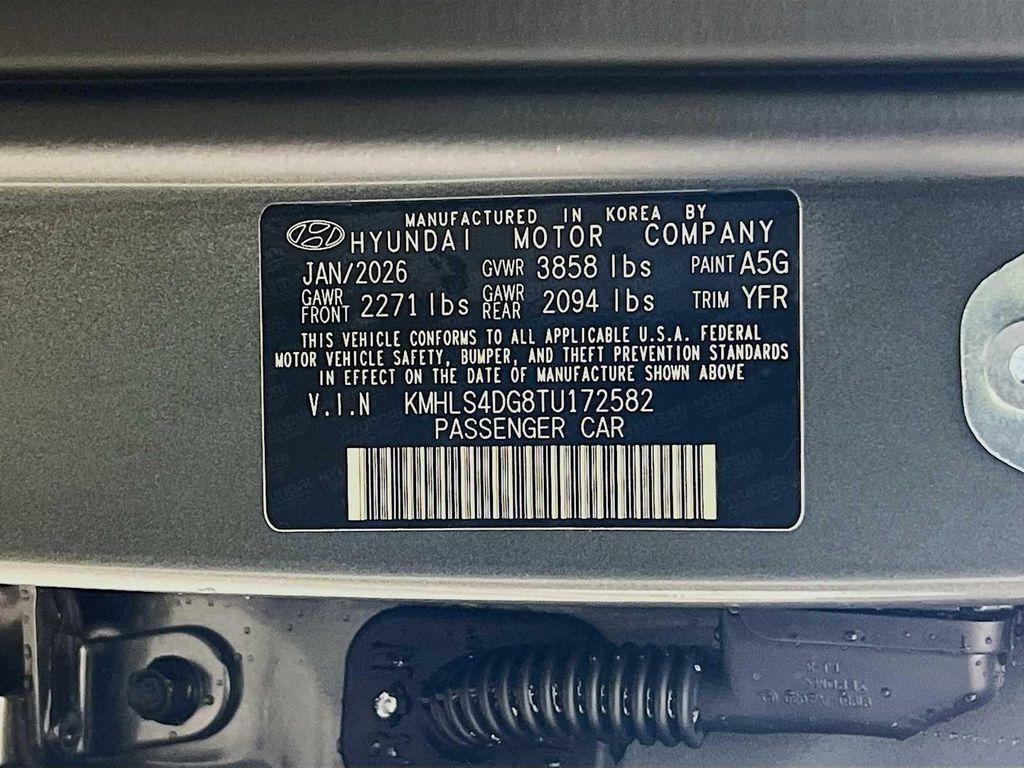 MANUFACTURED IN KOREA BY
HYUNDAI MOTOR COMPANY
JAN/2026 GVWR 3858 lbs PAINT A5G
GAWR FRONT 2271 lbs GAWR REAR 2094 lbs TRIM YFR
THIS VEHICLE CONFORMS TO ALL APPLICABLE U.S.A. FEDERAL
MOTOR VEHICLE SAFETY, BUMPER, AND THEFT PREVENTION STANDARDS
IN EFFECT ON THE DATE OF MANUFACTURE SHOWN ABOVE
V.I.N KMHLS4DG8TU172582
PASSENGER CAR